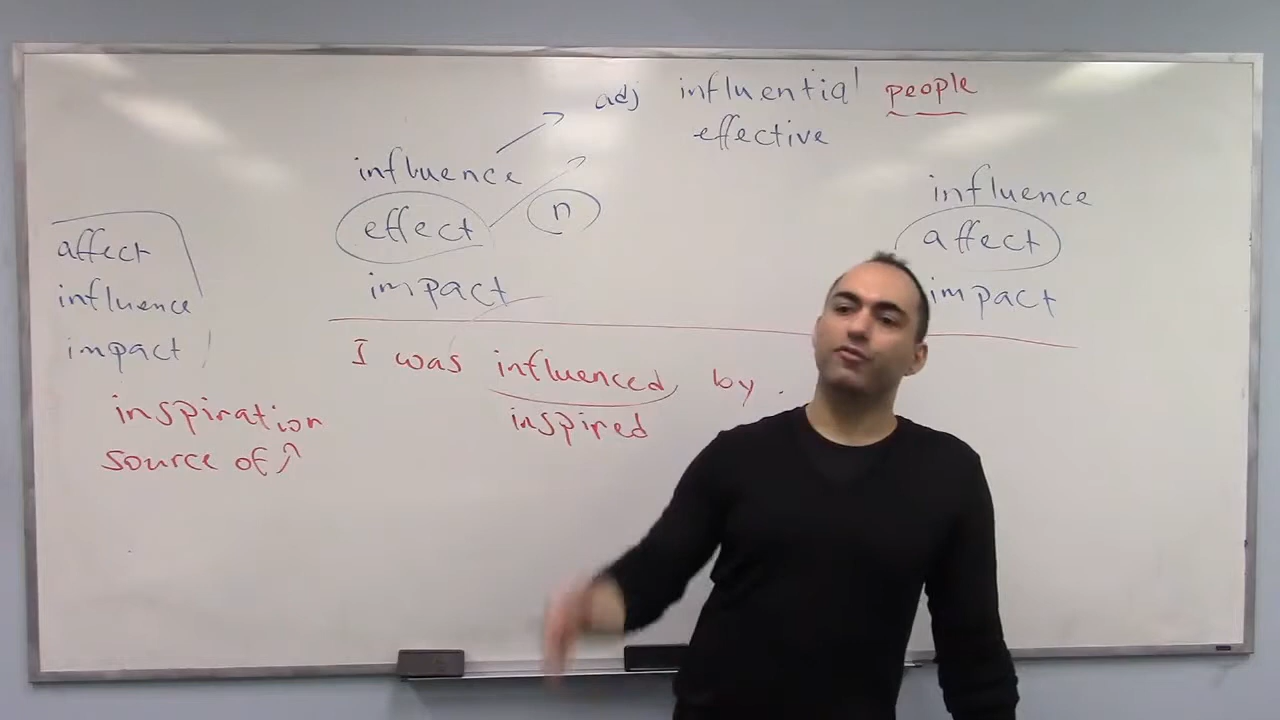 adj influential people
effective
influence
effect n
impact
influence
affect
impact
affect
influence
impact
inspiration
source of
I was influenced by
inspired